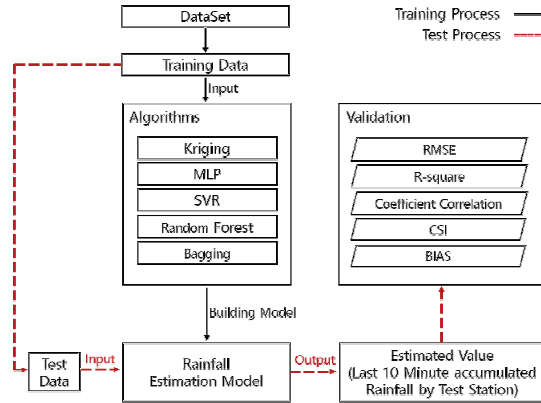 DataSet
Training Process
Test Process
Training Data
Input
Algorithms
Kriging
MLP
SVR
Random Forest
Bagging
Validation
RMSE
R-square
Coefficient Correlation
CSI
BIAS
Building Model
Test
Data
Input
Rainfall
Estimation Model
Output
Estimated Value
(Last 10 Minute accumulated
Rainfall by Test Station)